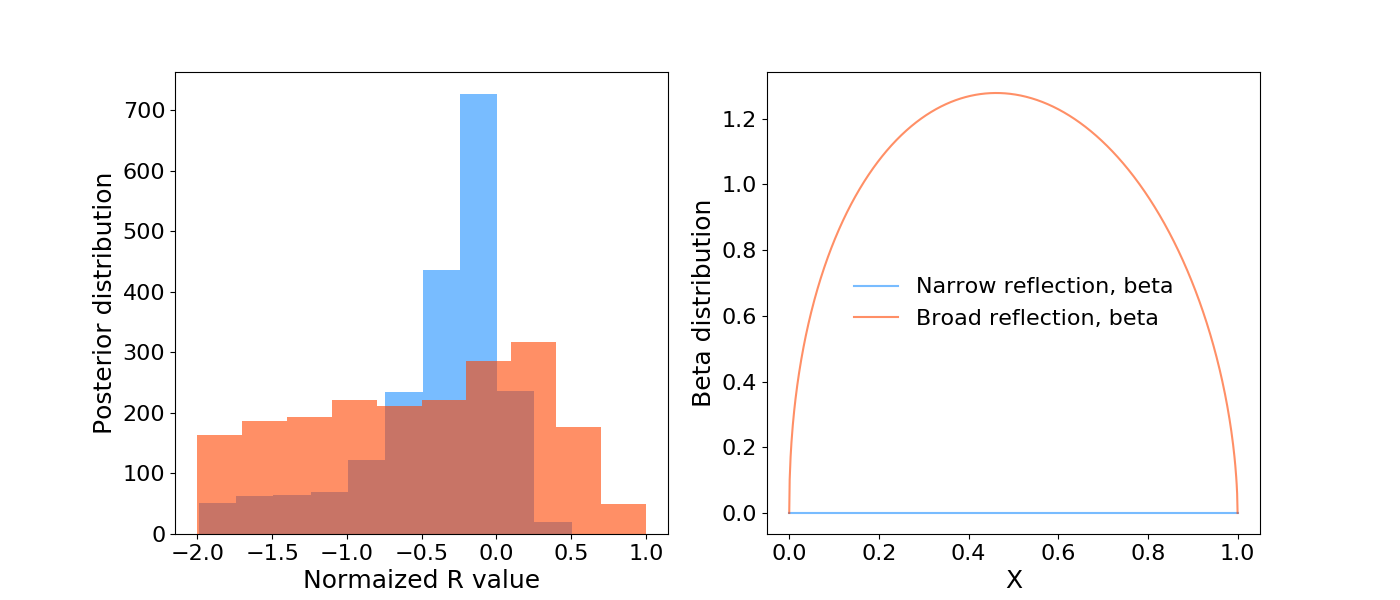 Posterior distribution
700
600
500
400
300
200
100
0
−2.0 −1.5 −1.0 −0.5 0.0 0.5 1.0
Normaized R value
Beta distribution
1.2
1.0
0.8
0.6
0.4
0.2
0.0
Narrow reflection, beta
Broad reflection, beta
0.0 0.2 0.4 0.6 0.8 1.0
X